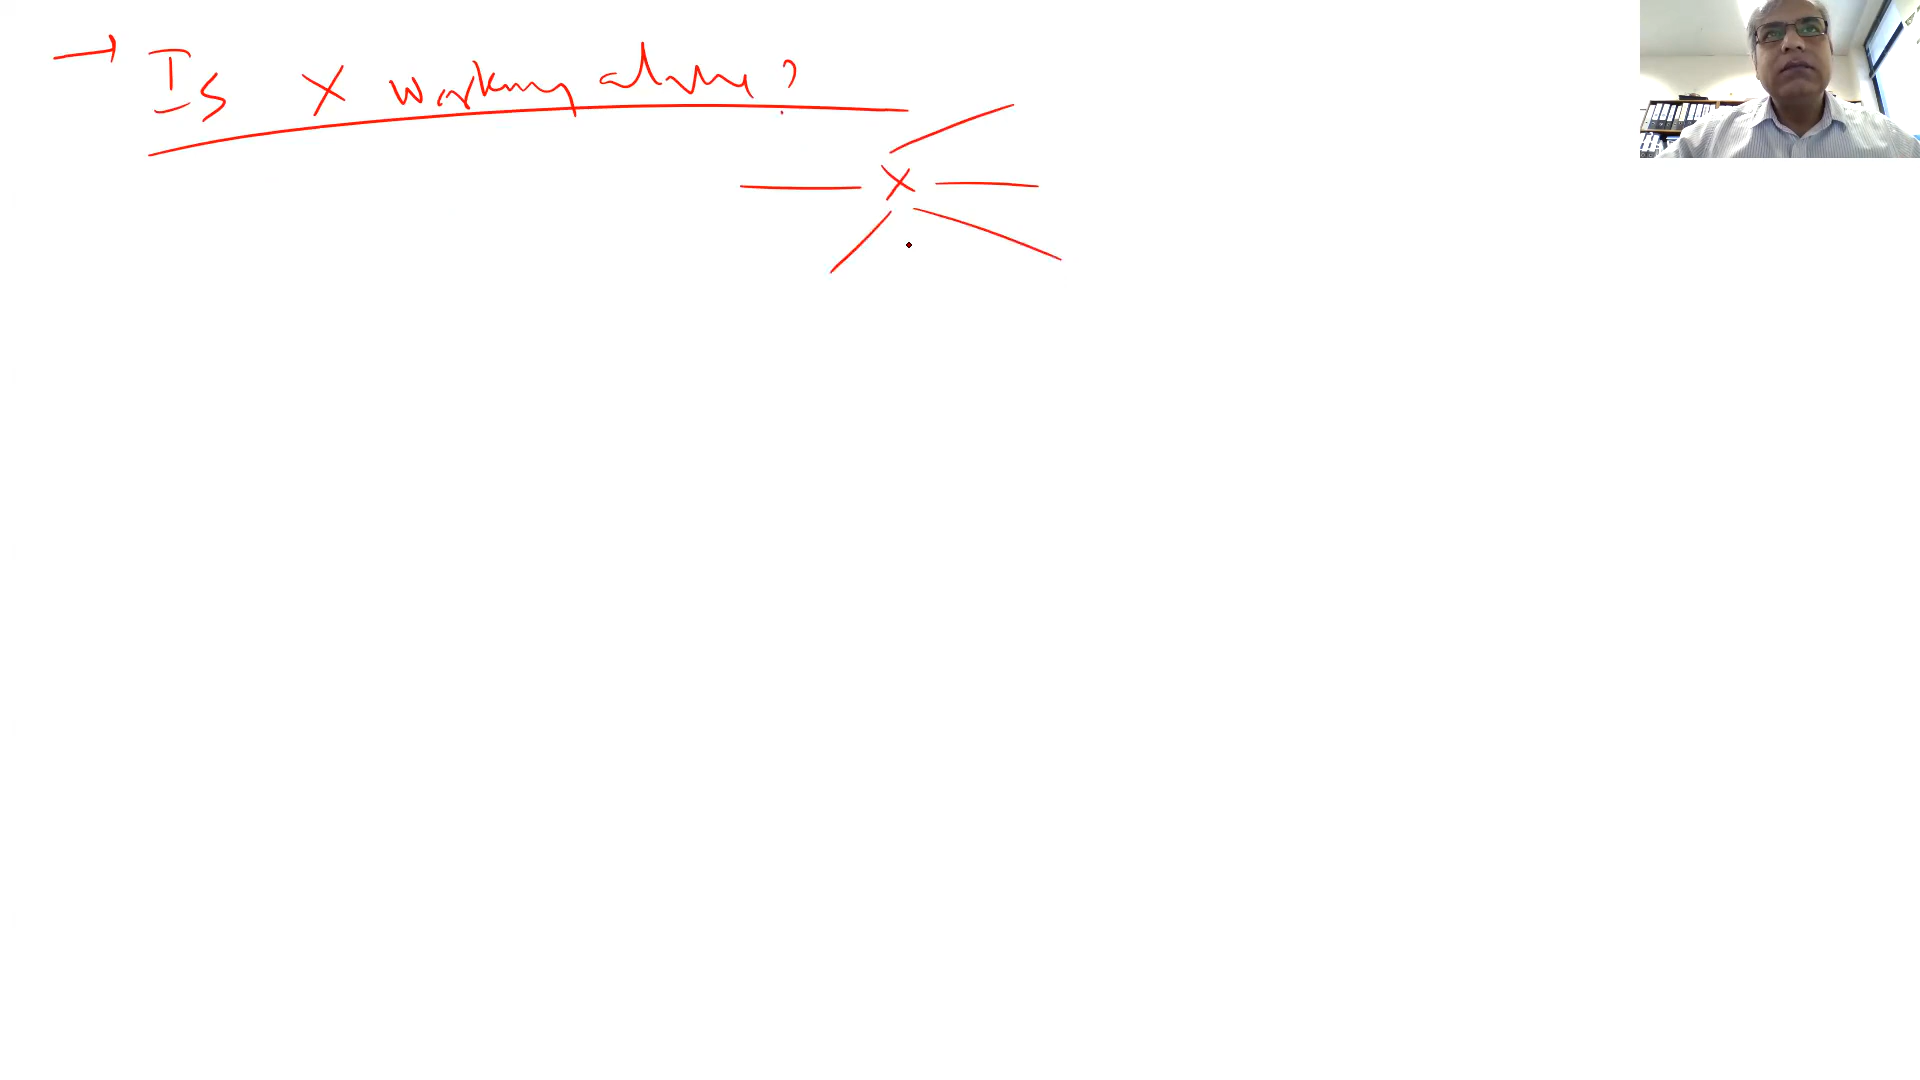 → Is X working alone?
X